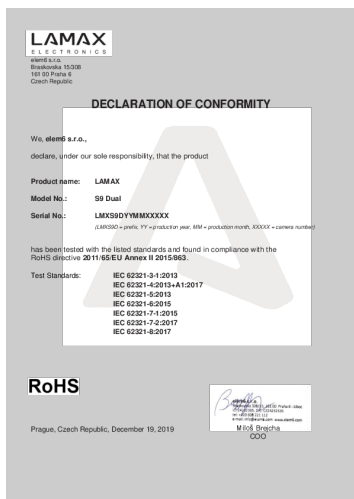 LAMAX
ELECTRONICS
elem6 s.r.o.
Braskovska 15/308
161 00 Praha 6
Czech Republic
DECLARATION OF CONFORMITY
We, elem6 s.r.o.,
declare, under our sole responsibility, that the product
Product name: LAMAX
Model No.: S9 Dual
Serial No.: LMXS9DYYMMXXXXX
(LMXS9D = prefix, YY = production year, MM = production month, XXXXX = camera number)
has been tested with the listed standards and found in compliance with the
RoHS directive 2011/65/EU Annex II 2015/863.
Test Standards: IEC 62321-3-1:2013
IEC 62321-4:2013+A1:2017
IEC 62321-5:2013
IEC 62321-6:2015
IEC 62321-7-1:2015
IEC 62321-7-2:2017
IEC 62321-8:2017
RoHS
elem6 s.r.o.
Prague, Czech Republic, December 19, 2019
Miloš Brejcha
COO